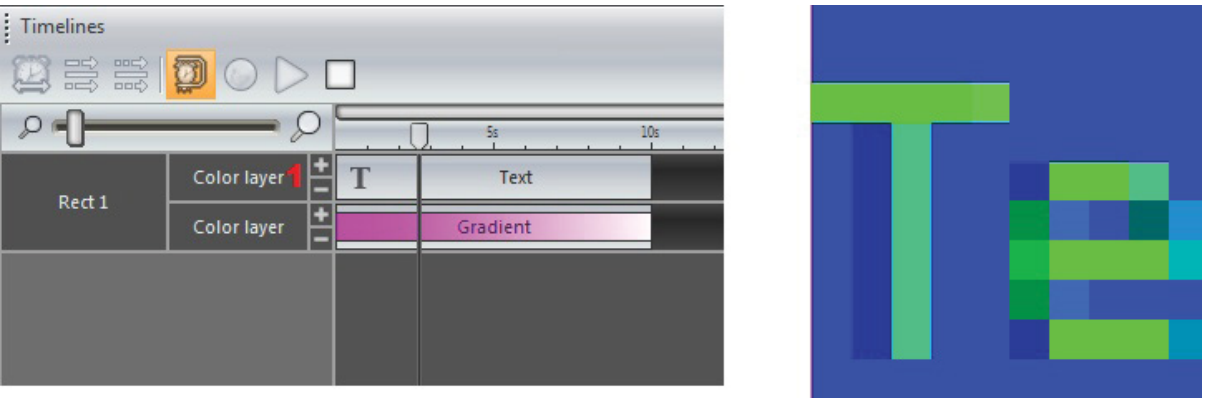 Timelines
5s 10s
Rect 1
Color layer 1 T Text
Color layer Gradient
Te